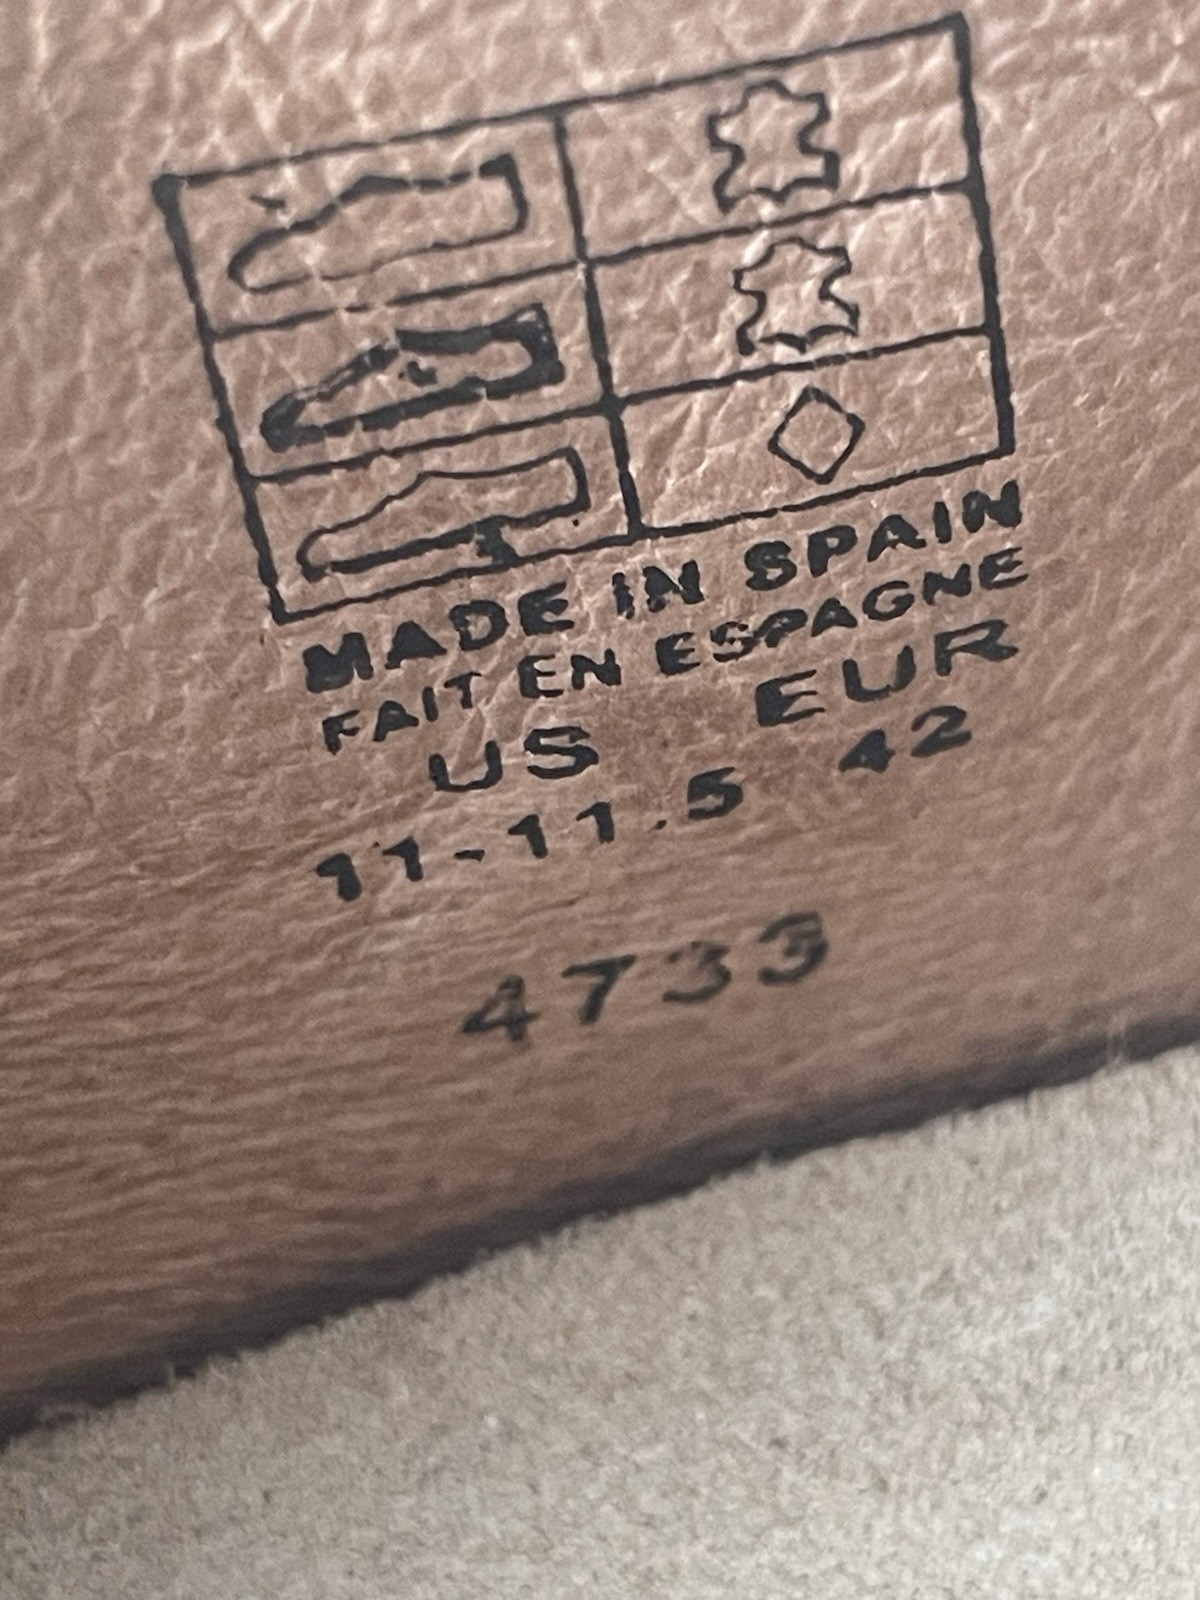 MADE IN SPAIN
FAIT EN ESPAGNE
US EUR
11-11.5 42
4733